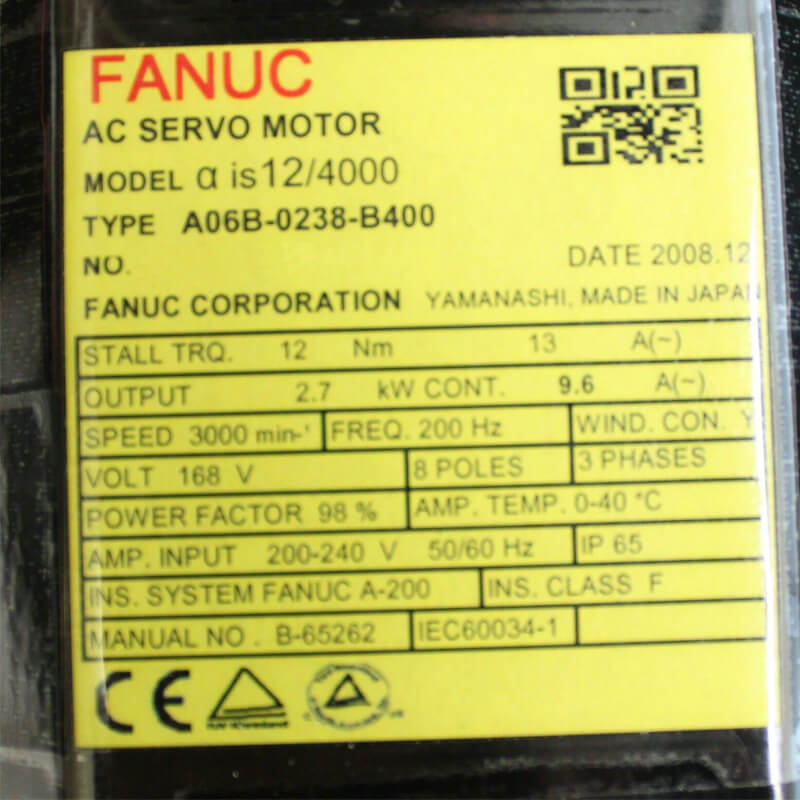 FANUC
AC SERVO MOTOR
MODEL α is12/4000
TYPE A06B-0238-B400
NO.
DATE 2008.12
FANUC CORPORATION YAMANASHI, MADE IN JAPAN
STALL TRQ. 12 Nm 13 A(~)
OUTPUT 2.7 kW CONT. 9.6 A(~)
SPEED 3000 min-¹ FREQ. 200 Hz WIND. CON. Y
VOLT 168 V 8 POLES 3 PHASES
POWER FACTOR 98 % AMP. TEMP. 0-40 °C
AMP. INPUT 200-240 V 50/60 Hz IP 65
INS. SYSTEM FANUC A-200 INS. CLASS F
MANUAL NO. B-65262 IEC60034-1
CE